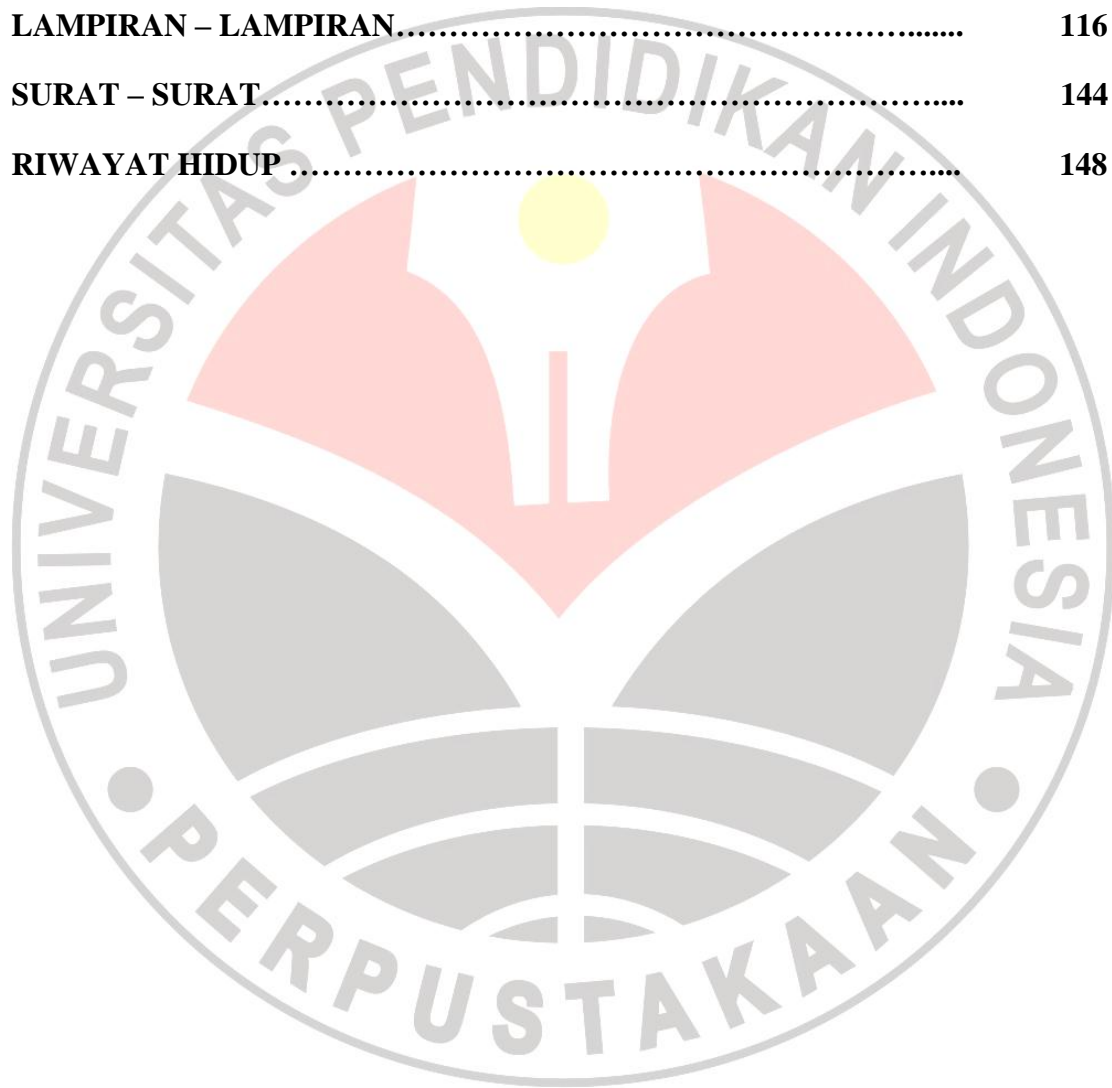 LAMPIRAN – LAMPIRAN…………………………………………....... 116
SURAT – SURAT………………………………………………………..... 144
RIWAYAT HIDUP …………………………………………………….... 148
UNIVERSITAS PENDIDIKAN INDONESIA
PERPUSTAKAAN